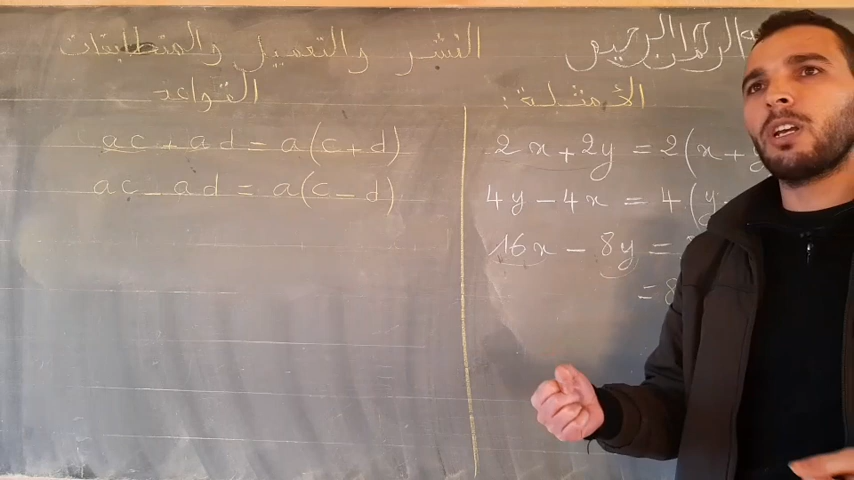 الرحمان الرحيم
النشر والتعميل والمتطابقات
الأمثلة :
2x + 2y = 2(x +
4y - 4x = 4(y
16x - 8y =
= 8
القواعد
ac + ad = a(c + d)
ac - ad = a(c - d)